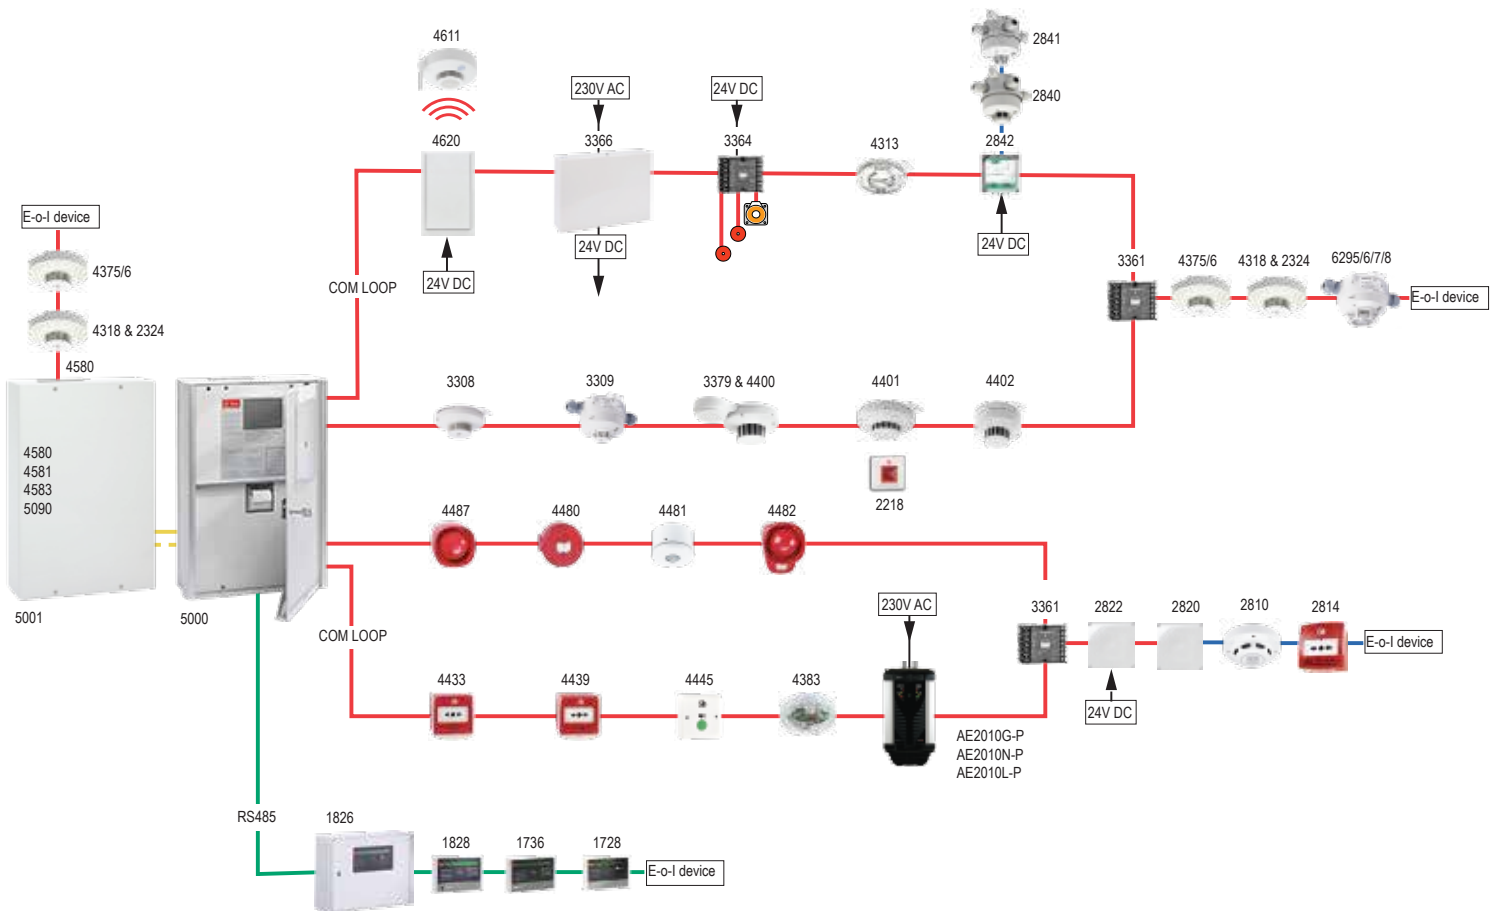 4611
2841
230V AC
24V DC
2840
4620
3366
3364
4313
2842
E-o-I device
24V DC
24V DC
3361
4375/6
4318 & 2324
6295/6/7/8
4375/6
24V DC
COM LOOP
E-o-I device
4318 & 2324
4580
3308
3309
3379 & 4400
4401
4402
4580
4581
4583
5090
2218
4487
4480
4481
4482
5001
5000
230V AC
3361
2822
2820
2810
2814
COM LOOP
E-o-I device
4433
4439
4445
4383
24V DC
AE2010G-P
AE2010N-P
AE2010L-P
RS485
1826
1828
1736
1728
E-o-I device